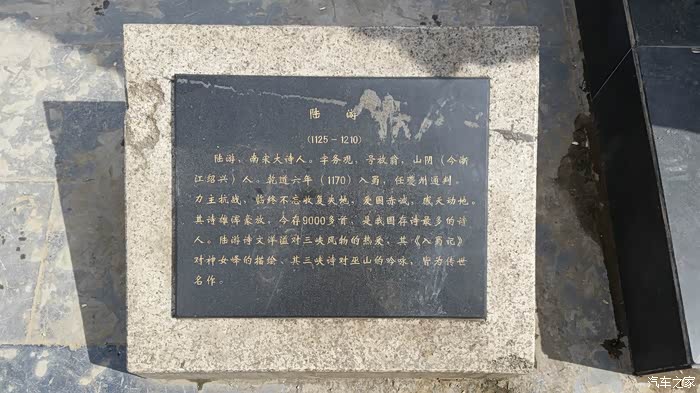 陆 游
（1125－1210）
陆游，南宋大诗人。字务观，号放翁，山阴（今浙
江绍兴）人。乾道六年（1170）入蜀，任夔州通判。
力主抗战，临终不忘收复失地，爱国赤诚，感天动地。
其诗雄浑豪放，今存9000多首，是我国存诗最多的诗
人。陆游诗文洋溢对三峡风物的热爱，其《入蜀记》
对神女峰的描绘、其三峡诗对巫山的吟咏，皆为传世
名作。
汽车之家